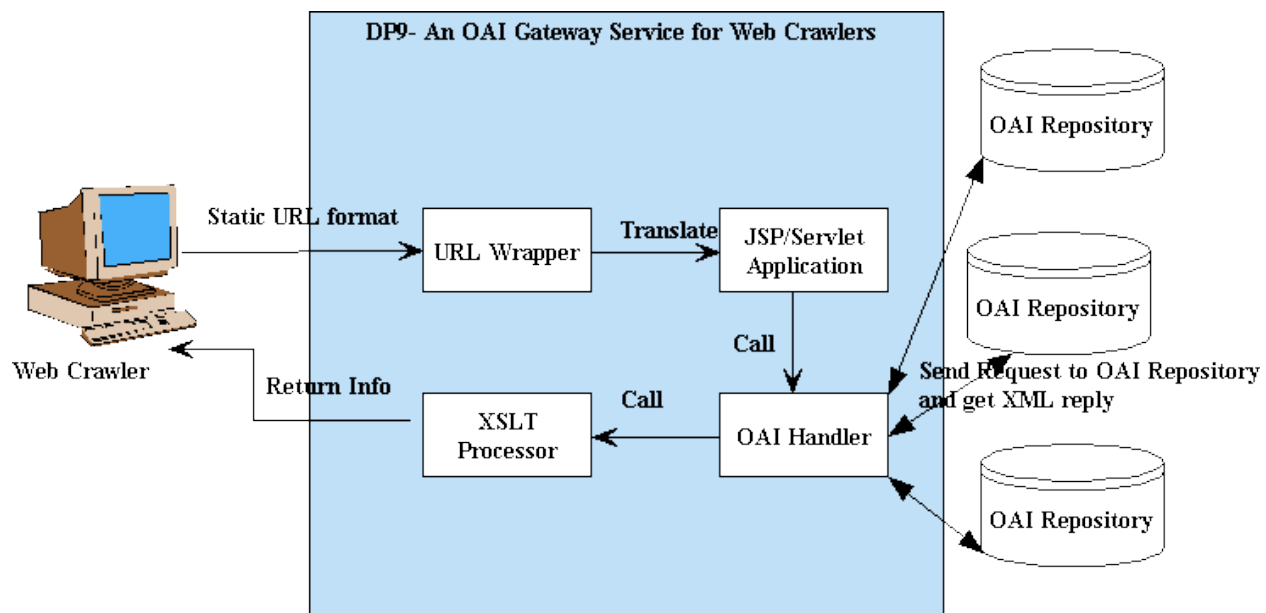 DP9- An OAI Gateway Service for Web Crawlers
OAI Repository
Static URL format
URL Wrapper
Translate
JSP/Servlet
Application
OAI Repository
Call
Web Crawler
Return Info
Send Request to OAI Repository
and get XML reply
XSLT
Processor
Call
OAI Handler
OAI Repository